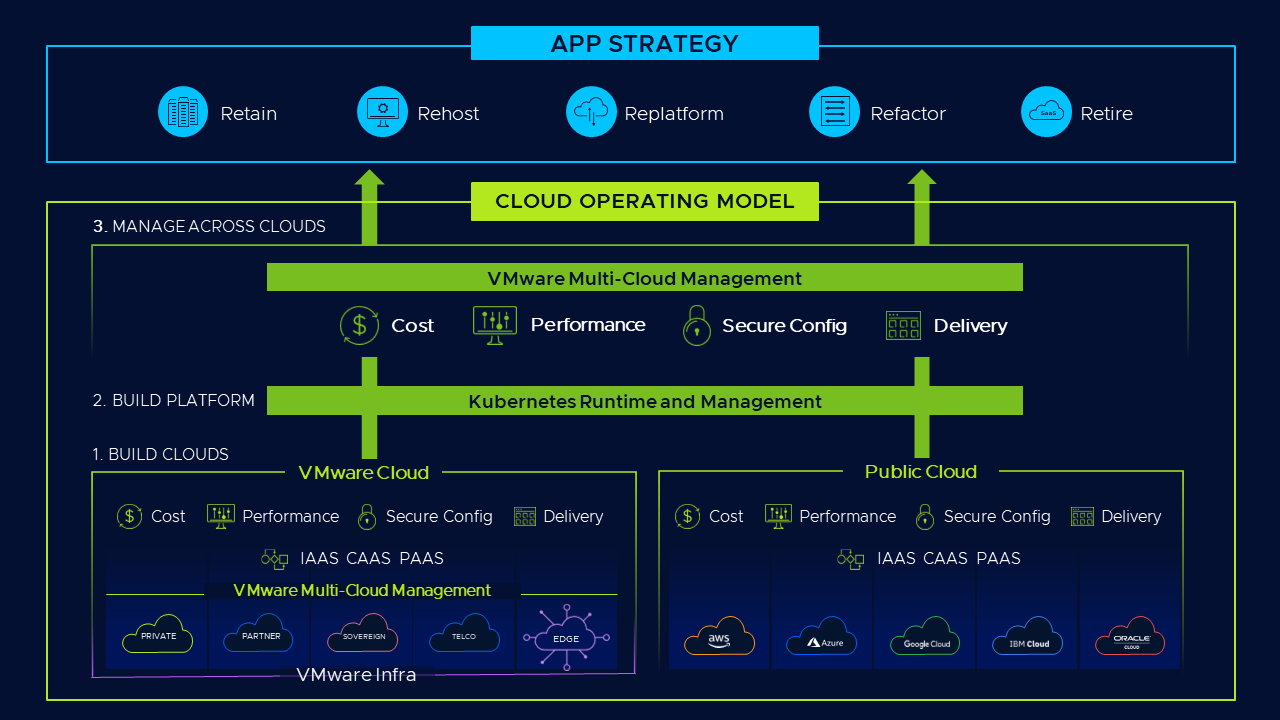 APP STRATEGY
Retain
Rehost
Replatform
Refactor
SaaS
Retire
CLOUD OPERATING MODEL
3. MANAGE ACROSS CLOUDS
VMware Multi-Cloud Management
$ Cost
Performance
Secure Config
Delivery
2. BUILD PLATFORM
Kubernetes Runtime and Management
1. BUILD CLOUDS
VMware Cloud
$ Cost
Performance
Secure Config
Delivery
IAAS CAAS PAAS
VMware Multi-Cloud Management
PRIVATE
PARTNER
SOVEREIGN
TELCO
EDGE
VMware Infra
Public Cloud
$ Cost
Performance
Secure Config
Delivery
IAAS CAAS PAAS
aws
Azure
Google Cloud
IBM Cloud
ORACLE
CLOUD